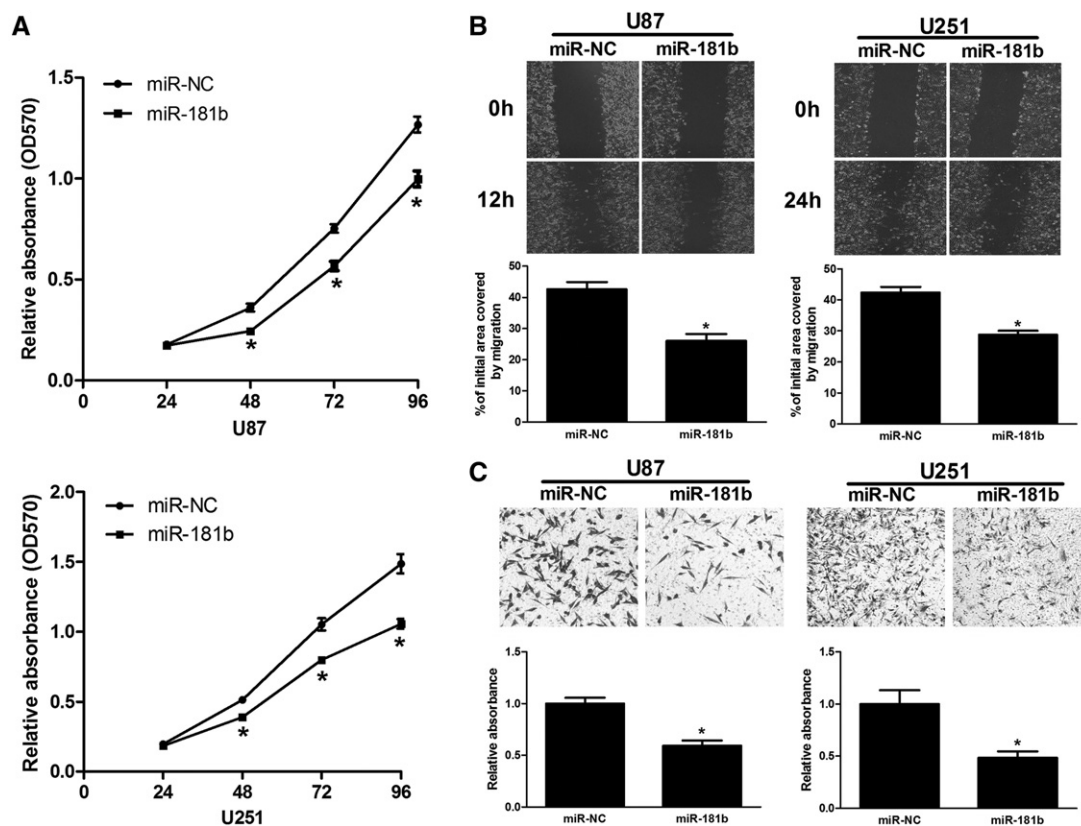 A
miR-NC
miR-181b
Relative absorbance (OD570)
1.5
1.0
0.5
0.0
0 24 48 72 96
* * *
U87
miR-NC
miR-181b
Relative absorbance (OD570)
2.0
1.5
1.0
0.5
0.0
0 24 48 72 96
* * *
U251
B
U87
miR-NC miR-181b
0h
12h
%of initial area covered
by migration
50
40
30
20
10
0
*
miR-NC miR-181b
U251
miR-NC miR-181b
0h
24h
%of initial area covered
by migration
50
40
30
20
10
0
*
miR-NC miR-181b
C
U87
miR-NC miR-181b
Relative absorbance
1.5
1.0
0.5
0.0
*
miR-NC miR-181b
U251
miR-NC miR-181b
Relative absorbance
1.5
1.0
0.5
0.0
*
miR-NC miR-181b